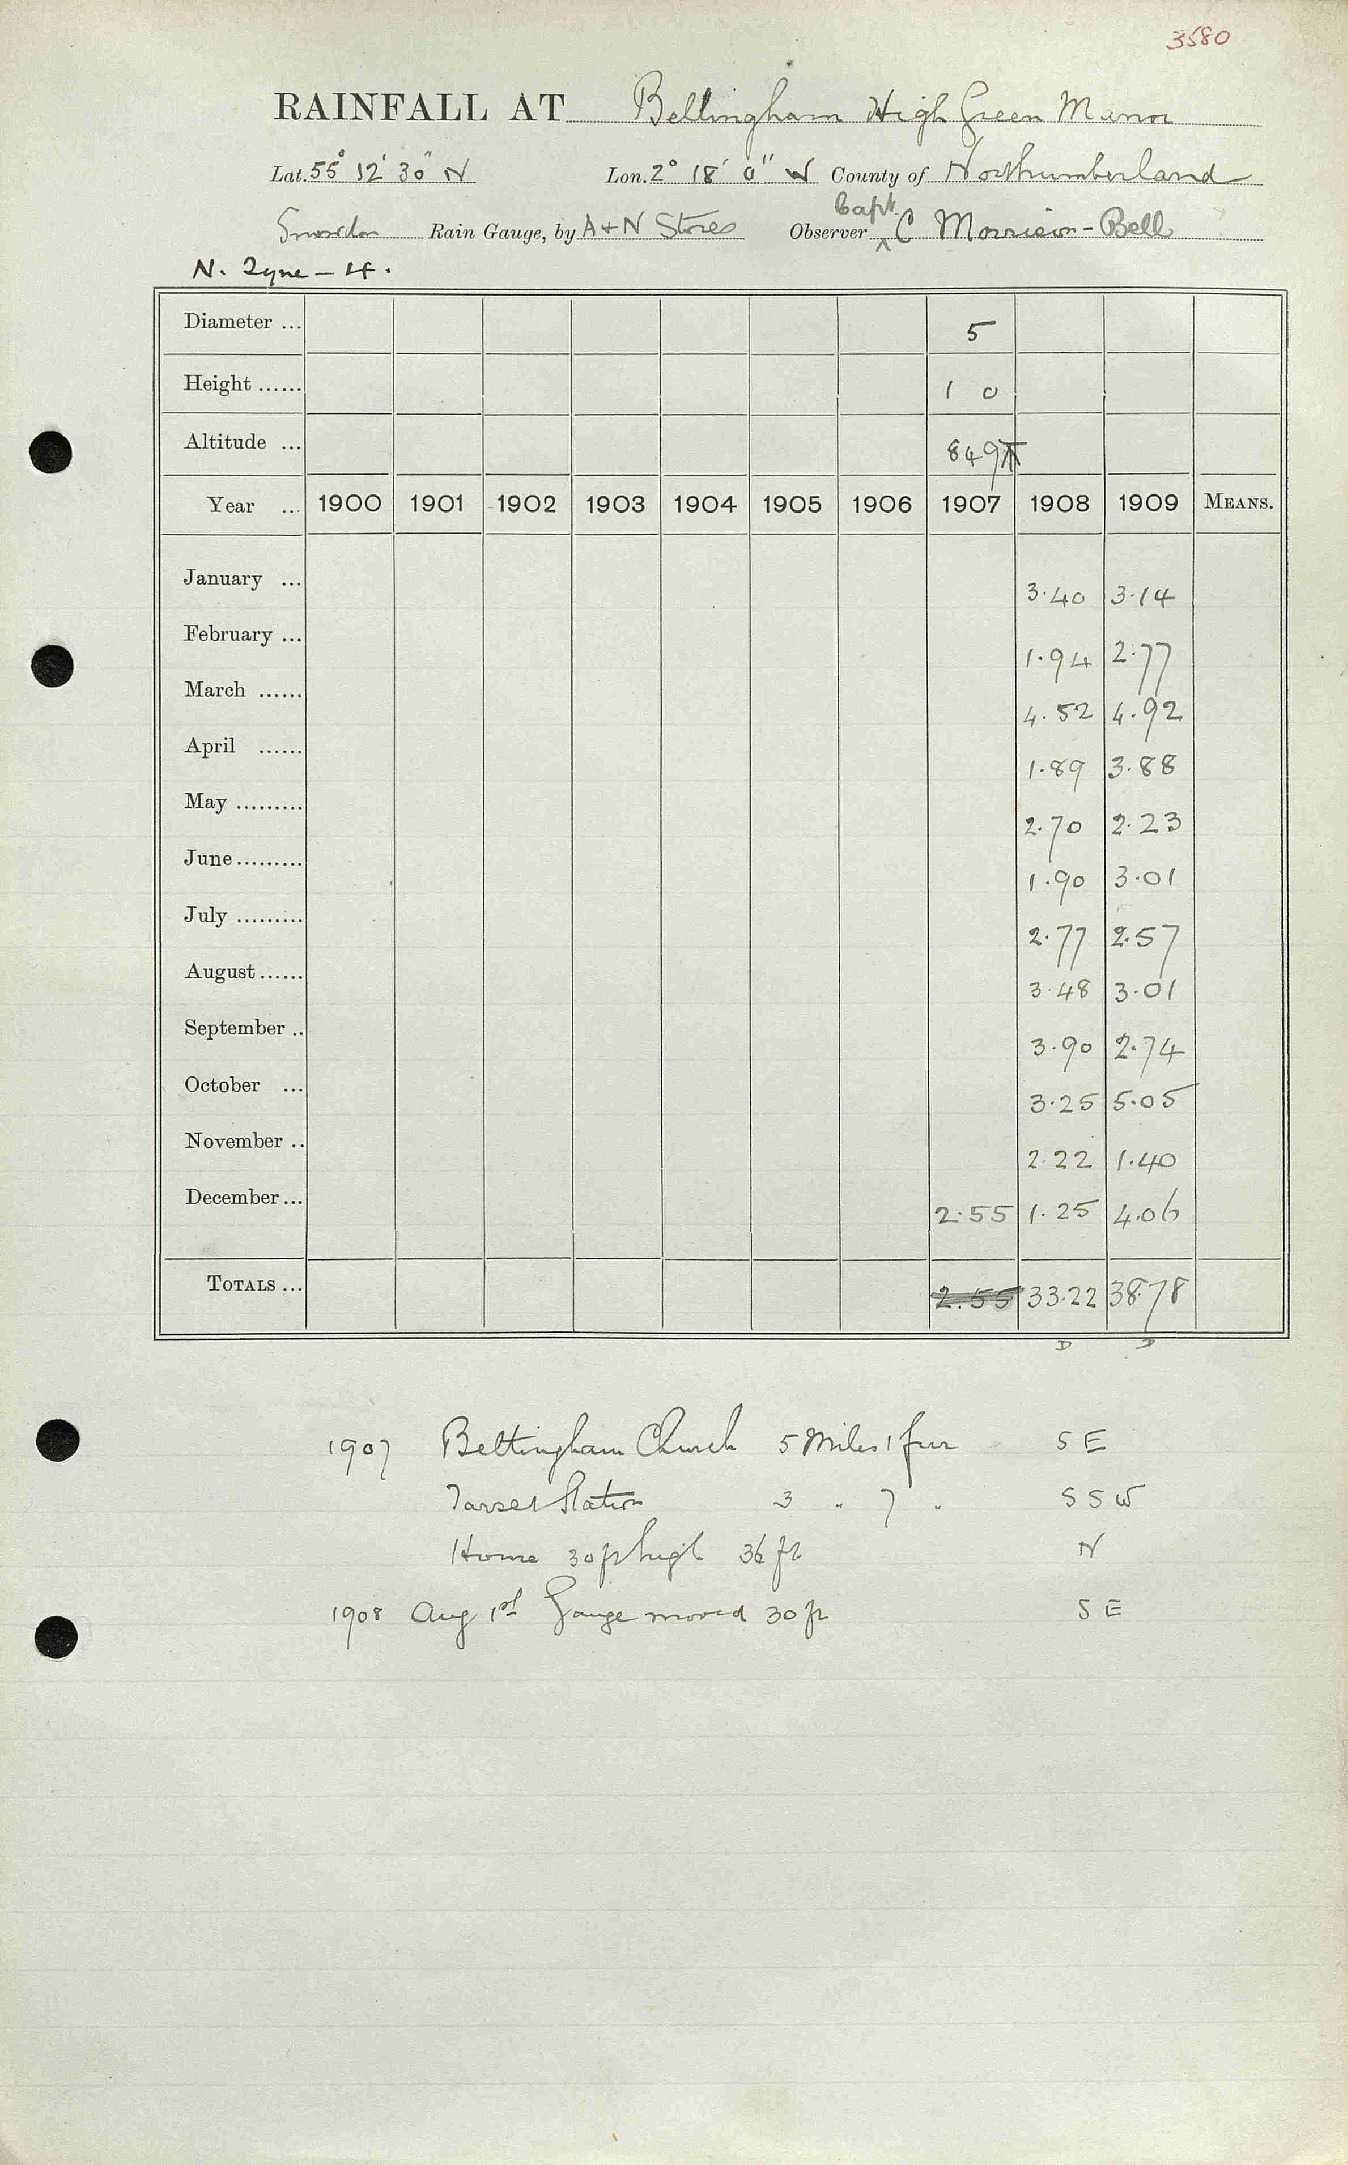 3580
RAINFALL AT Bellingham High Green Manor
Lat. 55° 12' 30" N Lon. 2° 18' 0" W County of Northumberland
Snowdon Rain Gauge, by A+N Stores Observer Capt. C Morrison-Bell
N. Tyne - 4.
Diameter ... 5
Height ...... 1 0
Altitude ... 849
Year ... 1900 1901 1902 1903 1904 1905 1906 1907 1908 1909 MEANS.
January ... 3.40 3.14
February ... 1.94 2.77
March ...... 4.52 4.92
April ...... 1.89 3.88
May ......... 2.70 2.23
June ......... 1.90 3.01
July ......... 2.77 2.57
August ...... 3.48 3.01
September .. 3.90 2.74
October ... 3.25 5.05
November .. 2.22 1.40
December ... 2.55 1.25 4.06
TOTALS ... 2.55 33.22 38.78
D D
1907 Bellingham Church 5 Miles 1 fur S E
Tarset Station 3 " 7 " S S W
Home 30 ft high 36 ft N
1908 Aug 1st Gauge moved 30 ft S E